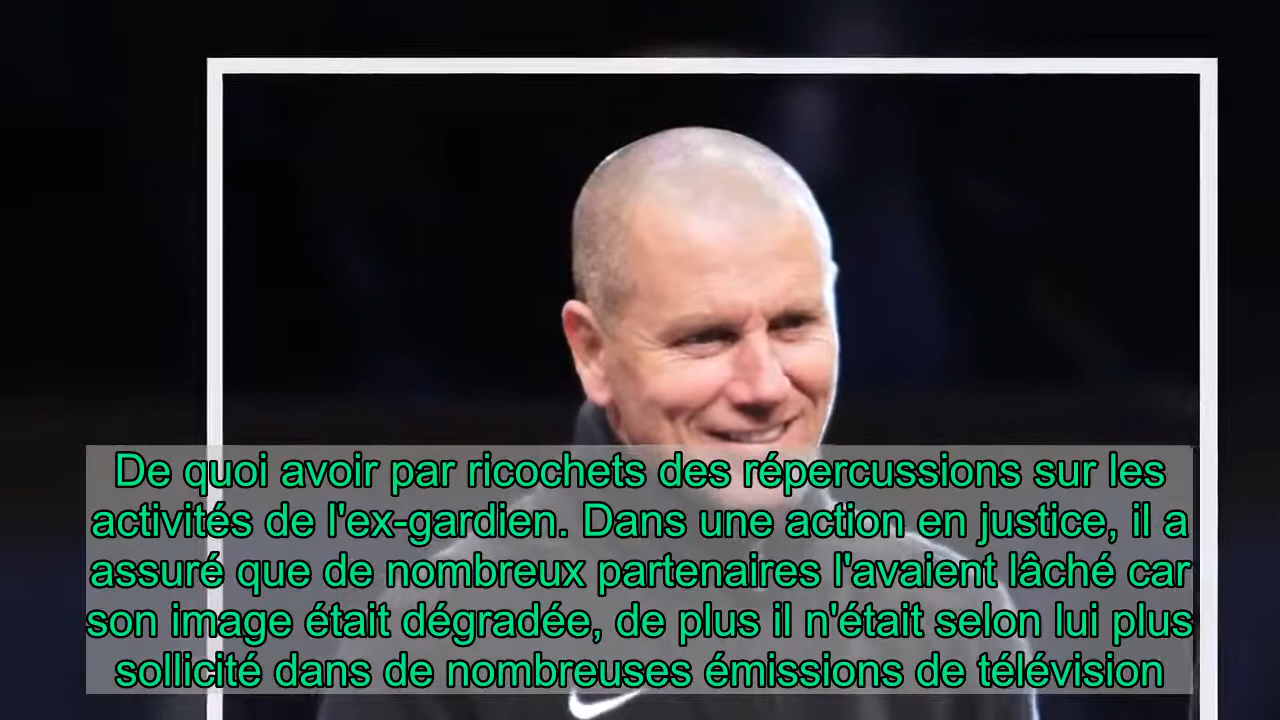 De quoi avoir par ricochets des répercussions sur les
activités de l'ex-gardien. Dans une action en justice, il a
assuré que de nombreux partenaires l'avaient lâché car
son image était dégradée, de plus il n'était selon lui plus
sollicité dans de nombreuses émissions de télévision